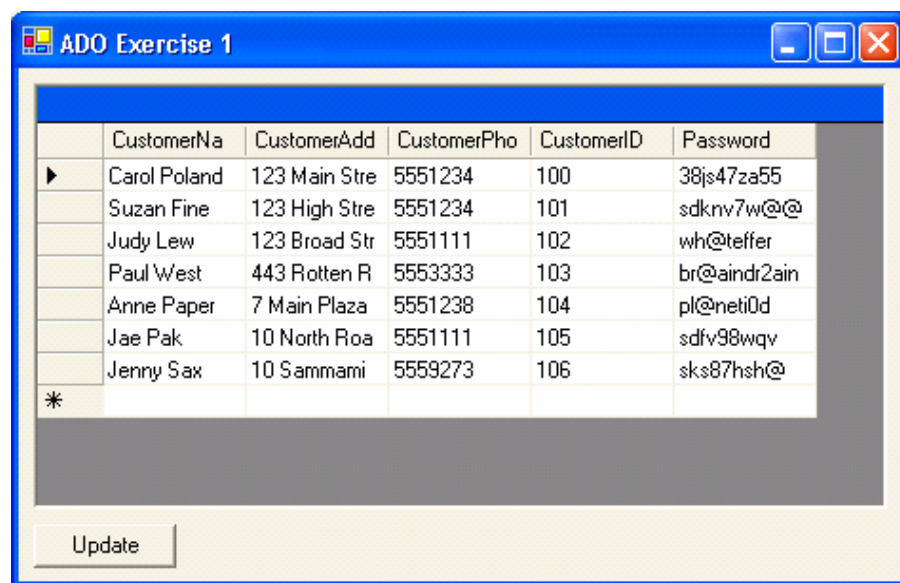 ADO Exercise 1
CustomerNa CustomerAdd CustomerPho CustomerID Password
Carol Poland 123 Main Stre 5551234 100 38js47za55
Suzan Fine 123 High Stre 5551234 101 sdknv7w@@
Judy Lew 123 Broad Str 5551111 102 wh@teffer
Paul West 443 Rotten R 5553333 103 br@aindr2ain
Anne Paper 7 Main Plaza 5551238 104 pl@neti0d
Jae Pak 10 North Roa 5551111 105 sdfv98wqv
Jenny Sax 10 Sammami 5559273 106 sks87hsh@
Update